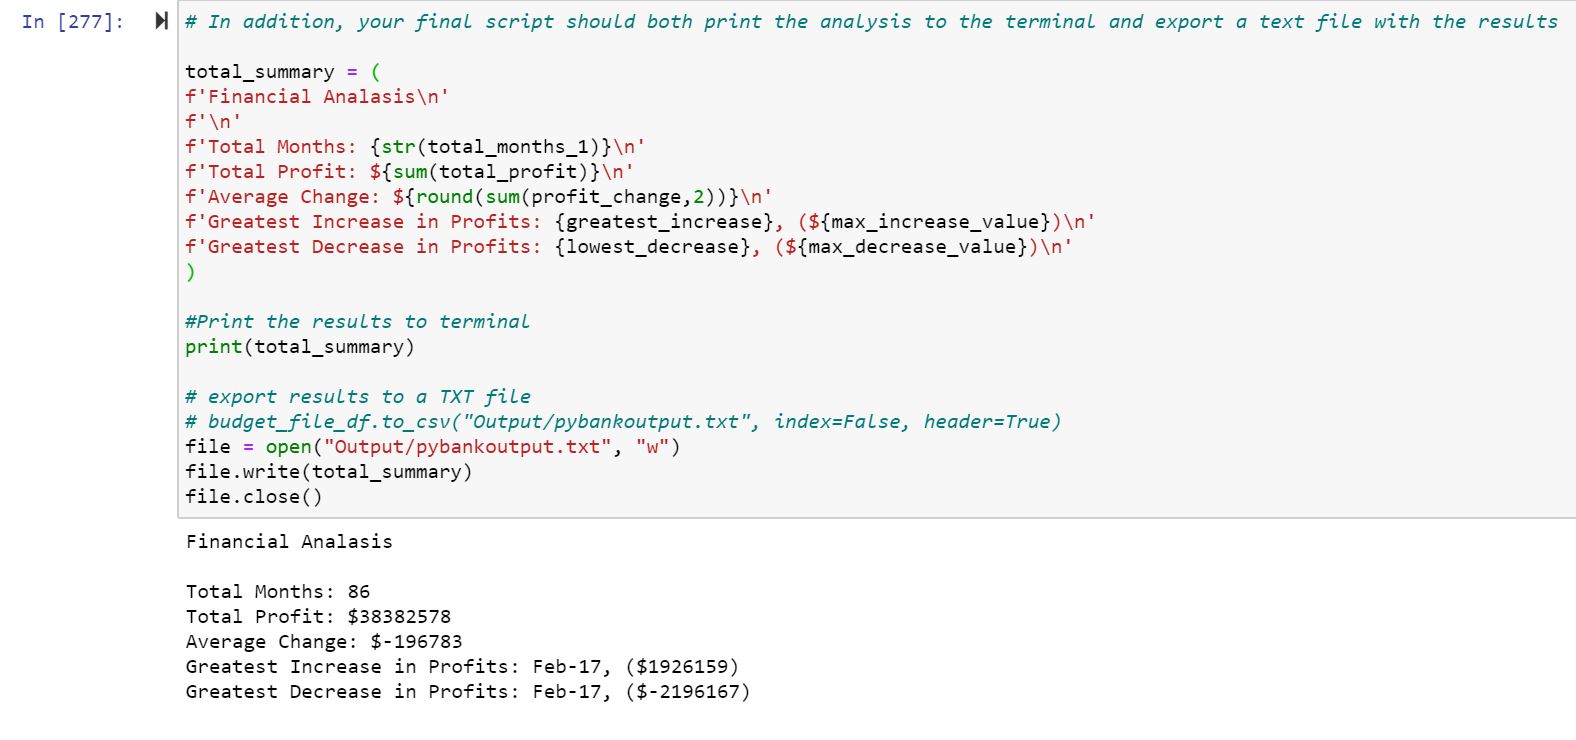 In [277]: # In addition, your final script should both print the analysis to the terminal and export a text file with the results
total_summary = (
f'Financial Analasis\n'
f'\n'
f'Total Months: {str(total_months_1)}\n'
f'Total Profit: ${sum(total_profit)}\n'
f'Average Change: ${round(sum(profit_change,2))}\n'
f'Greatest Increase in Profits: {greatest_increase}, (${max_increase_value})\n'
f'Greatest Decrease in Profits: {lowest_decrease}, (${max_decrease_value})\n'
)
#Print the results to terminal
print(total_summary)
# export results to a TXT file
# budget_file_df.to_csv("Output/pybankoutput.txt", index=False, header=True)
file = open("Output/pybankoutput.txt", "w")
file.write(total_summary)
file.close()
Financial Analasis
Total Months: 86
Total Profit: $38382578
Average Change: $-196783
Greatest Increase in Profits: Feb-17, ($1926159)
Greatest Decrease in Profits: Feb-17, ($-2196167)